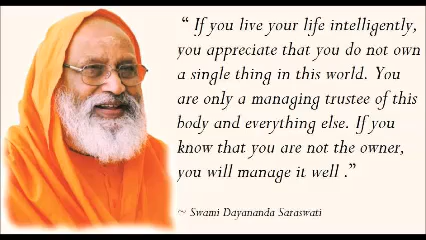 “ If you live your life intelligently,
you appreciate that you do not own
a single thing in this world. You
are only a managing trustee of this
body and everything else. If you
know that you are not the owner,
you will manage it well .”
~ Swami Dayananda Saraswati